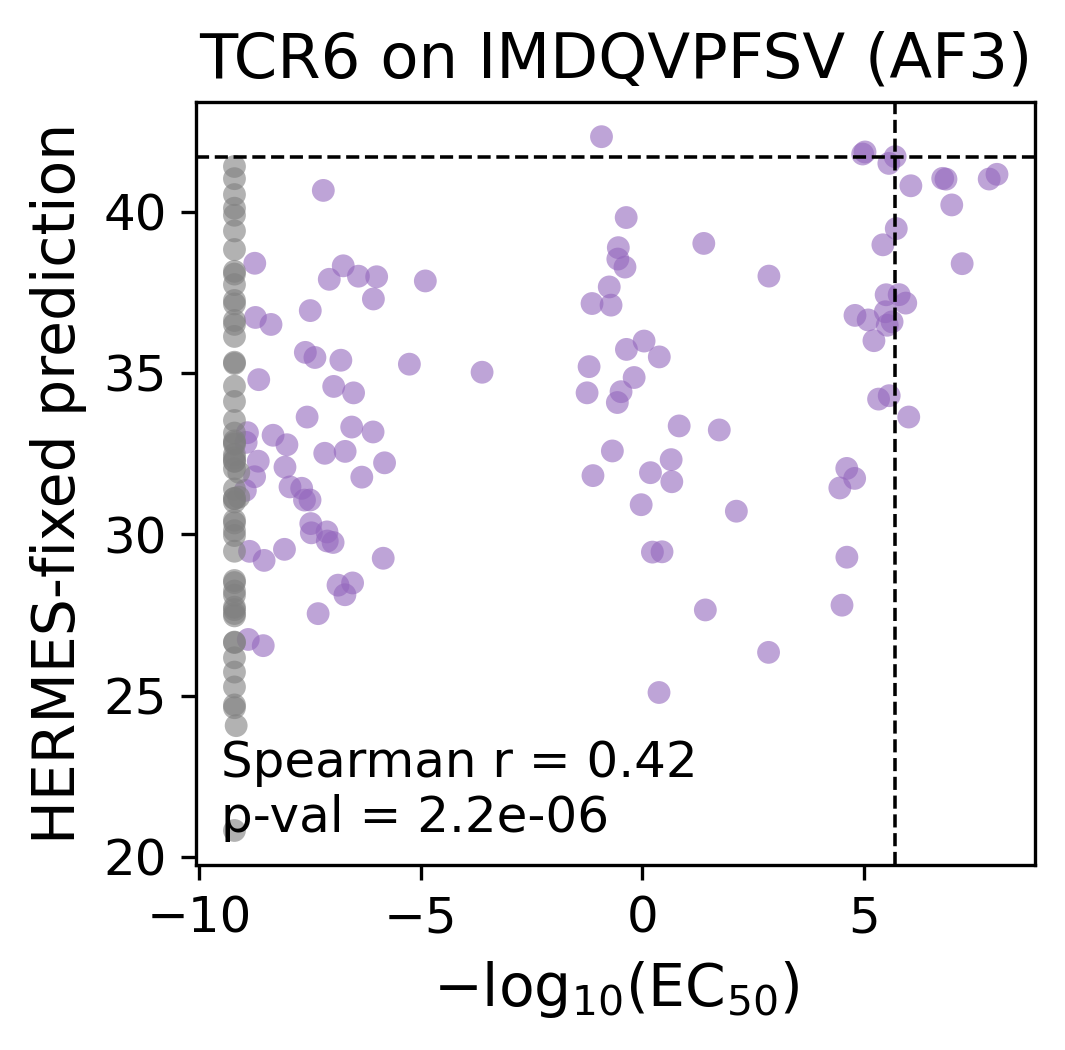 TCR6 on IMDQVPFSV (AF3)
HERMES-fixed prediction
40
35
30
25
20
Spearman r = 0.42
p-val = 2.2e-06
−10
−5
0
5
−log₁₀(EC₅₀)